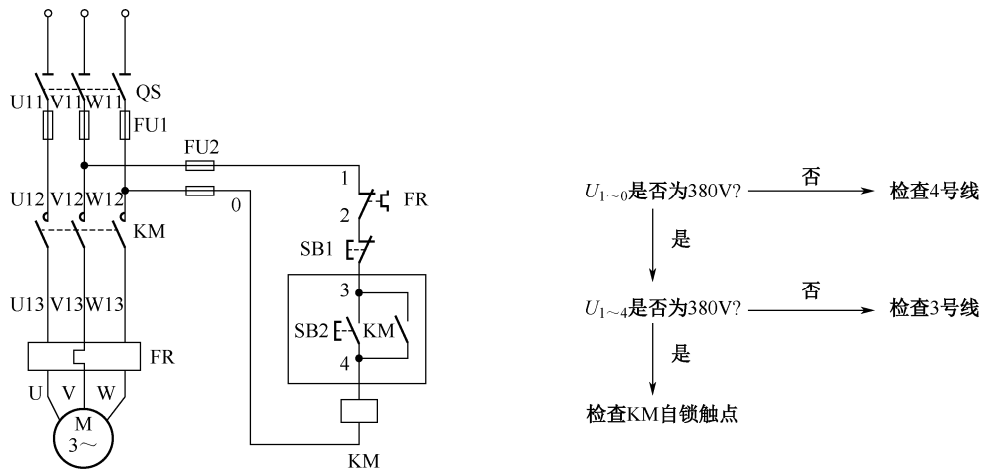 QS
U11 V11 W11
FU1
FU2
1
U12 V12 W12
0
2
FR
KM
SB1
3
U13 V13 W13
SB2
KM
4
FR
U V W
M
3～
KM
U1~~0是否为380V?
否
检查4号线
是
U1~4是否为380V?
否
检查3号线
是
检查KM自锁触点